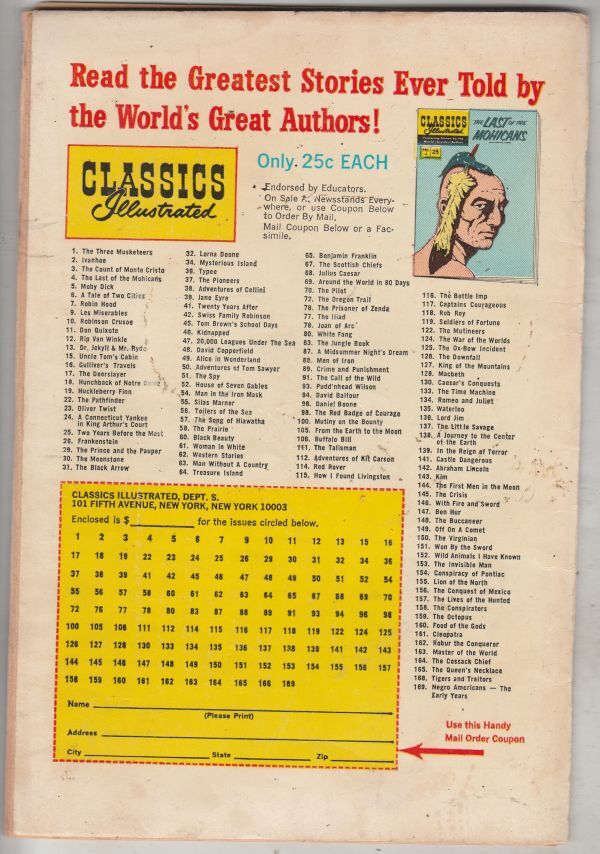 Read the Greatest Stories Ever Told by
the World's Great Authors!
CLASSICS
Illustrated
Only 25c EACH
Endorsed by Educators.
On Sale At Newsstands Every-
where, or use Coupon Below
to Order By Mail.
Mail Coupon Below or a Fac-
simile.
CLASSICS
Illustrated
25
THE LAST OF THE
MOHICANS
1. The Three Musketeers
2. Ivanhoe
3. The Count of Monte Cristo
4. The Last of the Mohicans
5. Moby Dick
6. A Tale of Two Cities
7. Robin Hood
9. Les Miserables
10. Robinson Crusoe
11. Don Quixote
12. Rip Van Winkle
13. Dr. Jekyll & Mr. Hyde
15. Uncle Tom's Cabin
16. Gulliver's Travels
17. The Deerslayer
18. Hunchback of Notre Dame
19. Huckleberry Finn
22. The Pathfinder
23. Oliver Twist
24. A Connecticut Yankee
in King Arthur's Court
25. Two Years Before the Mast
26. Frankenstein
29. The Prince and the Pauper
30. The Moonstone
31. The Black Arrow
32. Lorna Doone
34. Mysterious Island
36. Typee
37. The Pioneers
38. Adventures of Cellini
39. Jane Eyre
41. Twenty Years After
42. Swiss Family Robinson
45. Tom Brown's School Days
46. Kidnapped
47. 20,000 Leagues Under The Sea
48. David Copperfield
49. Alice in Wonderland
50. Adventures of Tom Sawyer
51. The Spy
52. House of Seven Gables
54. Man in the Iron Mask
55. Silas Marner
56. Toilers of the Sea
57. The Song of Hiawatha
58. The Prairie
60. Black Beauty
61. Woman in White
62. Western Stories
63. Man Without A Country
64. Treasure Island
65. Benjamin Franklin
67. The Scottish Chiefs
68. Julius Caesar
69. Around the World in 80 Days
70. The Pilot
72. The Oregon Trail
76. The Prisoner of Zenda
77. The Iliad
78. Joan of Arc
80. White Fang
83. The Jungle Book
87. A Midsummer Night's Dream
88. Men of Iron
89. Crime and Punishment
91. The Call of the Wild
93. Pudd'nhead Wilson
94. David Balfour
96. Daniel Boone
98. The Red Badge of Courage
100. Mutiny on the Bounty
105. From the Earth to the Moon
106. Buffalo Bill
111. The Talisman
112. Adventures of Kit Carson
114. Red Rover
115. How I Found Livingston
116. The Bottle Imp
117. Captains Courageous
118. Rob Roy
119. Soldiers of Fortune
122. The Mutineers
124. The War of the Worlds
125. The Ox-Bow Incident
126. The Downfall
127. King of the Mountains
128. Macbeth
130. Caesar's Conquests
133. The Time Machine
134. Romeo and Juliet
135. Waterloo
136. Lord Jim
137. The Little Savage
138. A Journey to the Center
of the Earth
139. In the Reign of Terror
141. Castle Dangerous
142. Abraham Lincoln
143. Kim
144. The First Men in the Moon
145. The Crisis
146. With Fire and Sword
147. Ben Hur
148. The Buccaneer
149. Off On A Comet
150. The Virginian
151. Won By the Sword
152. Wild Animals I Have Known
153. The Invisible Man
154. Conspiracy of Pontiac
155. Lion of the North
156. The Conquest of Mexico
157. The Lives of the Hunted
158. The Conspirators
159. The Octopus
160. Food of the Gods
161. Cleopatra
162. Robur the Conquerer
163. Master of the World
164. The Cossack Chief
165. The Queen's Necklace
166. Tigers and Traitors
169. Negro Americans — The
Early Years
CLASSICS ILLUSTRATED, DEPT. S.
101 FIFTH AVENUE, NEW YORK, NEW YORK 10003
Enclosed is $ for the issues circled below.
1 2 3 4 5 6 7 9 10 11 12 13 15 16
17 18 19 22 23 24 25 26 29 30 31 32 34 36
37 38 39 41 42 45 46 47 48 49 50 51 52 54
55 56 57 58 60 61 62 63 64 65 67 68 69 70
72 76 77 78 80 83 87 88 89 91 93 94 96 98
100 105 106 111 112 114 115 116 117 118 119 122 124 125
126 127 128 130 133 134 135 136 137 138 139 141 142 143
144 145 146 147 148 149 150 151 152 153 154 155 156 157
158 159 160 161 162 163 164 165 166 169
Name
(Please Print)
Address
City State Zip
Use this Handy
Mail Order Coupon